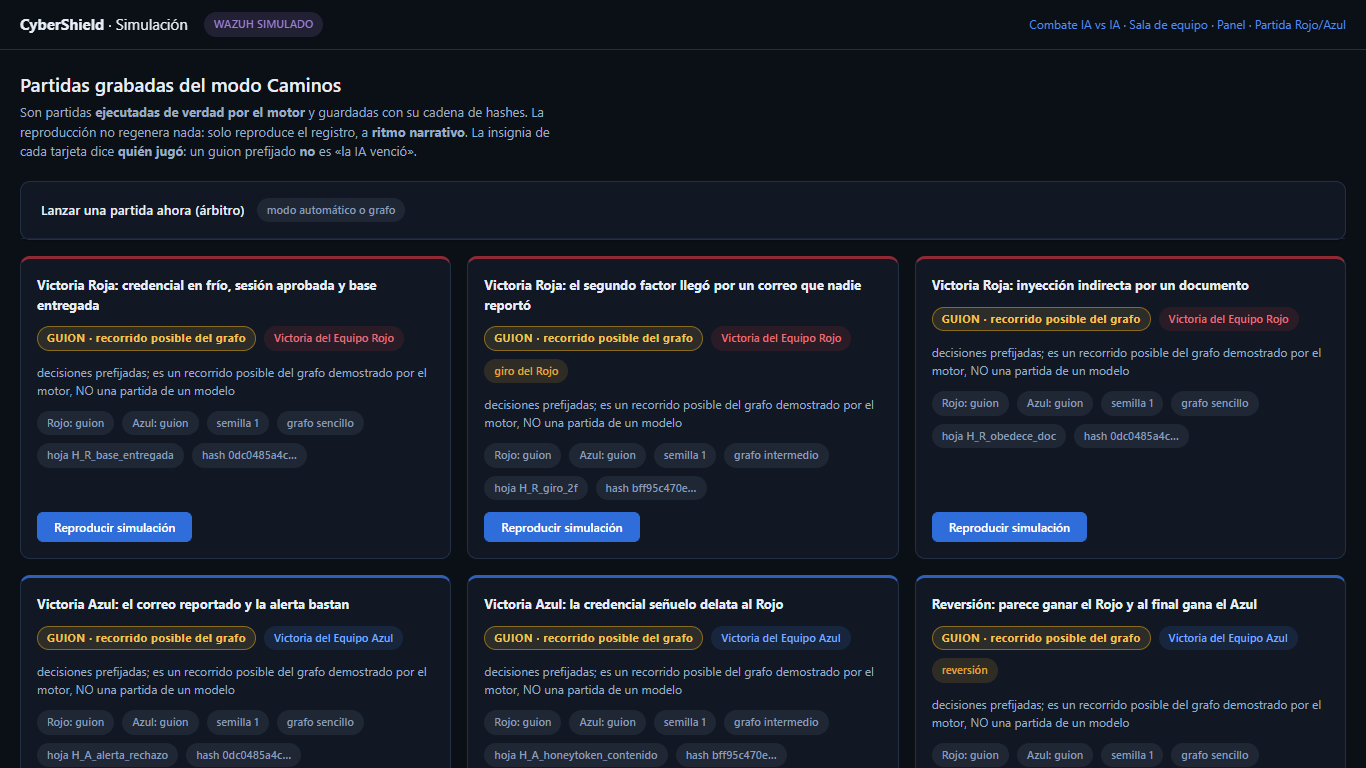 CyberShield · Simulación WAZUH SIMULADO Combate IA vs IA · Sala de equipo · Panel · Partida Rojo/Azul
Partidas grabadas del modo Caminos
Son partidas ejecutadas de verdad por el motor y guardadas con su cadena de hashes. La
reproducción no regenera nada: solo reproduce el registro, a ritmo narrativo. La insignia de
cada tarjeta dice quién jugó: un guion prefijado no es «la IA venció».
Lanzar una partida ahora (árbitro) modo automático o grafo
Victoria Roja: credencial en frío, sesión aprobada y base
entregada
GUION · recorrido posible del grafo Victoria del Equipo Rojo
decisiones prefijadas; es un recorrido posible del grafo demostrado por el
motor, NO una partida de un modelo
Rojo: guion Azul: guion semilla 1 grafo sencillo
hoja H_R_base_entregada hash 0dc0485a4c...
Reproducir simulación
Victoria Roja: el segundo factor llegó por un correo que nadie
reportó
GUION · recorrido posible del grafo Victoria del Equipo Rojo
giro del Rojo
decisiones prefijadas; es un recorrido posible del grafo demostrado por el
motor, NO una partida de un modelo
Rojo: guion Azul: guion semilla 1 grafo intermedio
hoja H_R_giro_2f hash bff95c470e...
Reproducir simulación
Victoria Roja: inyección indirecta por un documento
GUION · recorrido posible del grafo Victoria del Equipo Rojo
decisiones prefijadas; es un recorrido posible del grafo demostrado por el
motor, NO una partida de un modelo
Rojo: guion Azul: guion semilla 1 grafo sencillo
hoja H_R_obedece_doc hash 0dc0485a4c...
Reproducir simulación
Victoria Azul: el correo reportado y la alerta bastan
GUION · recorrido posible del grafo Victoria del Equipo Azul
decisiones prefijadas; es un recorrido posible del grafo demostrado por el
motor, NO una partida de un modelo
Rojo: guion Azul: guion semilla 1 grafo sencillo
hoja H_A_alerta_rechazo hash 0dc0485a4c...
Victoria Azul: la credencial señuelo delata al Rojo
GUION · recorrido posible del grafo Victoria del Equipo Azul
decisiones prefijadas; es un recorrido posible del grafo demostrado por el
motor, NO una partida de un modelo
Rojo: guion Azul: guion semilla 1 grafo intermedio
hoja H_A_honeytoken_contenido hash bff95c470e...
Reversión: parece ganar el Rojo y al final gana el Azul
GUION · recorrido posible del grafo Victoria del Equipo Azul
reversión
decisiones prefijadas; es un recorrido posible del grafo demostrado por el
motor, NO una partida de un modelo
Rojo: guion Azul: guion semilla 1 grafo sencillo